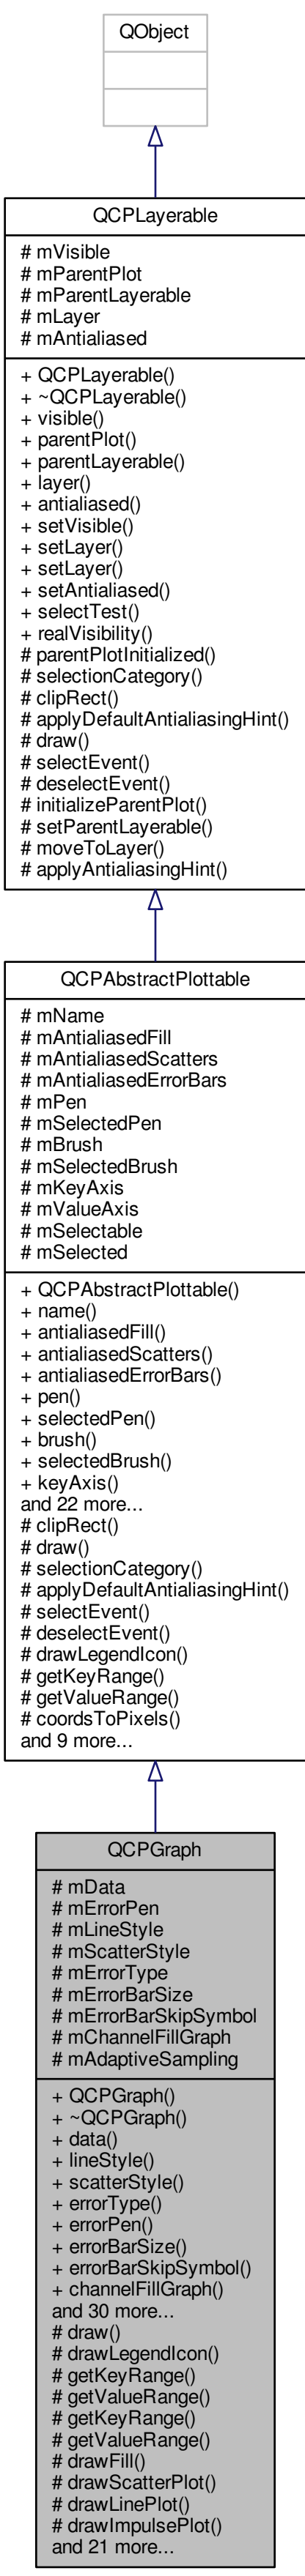 QObject
QCPLayerable
# mVisible
# mParentPlot
# mParentLayerable
# mLayer
# mAntialiased
+ QCPLayerable()
+ ~QCPLayerable()
+ visible()
+ parentPlot()
+ parentLayerable()
+ layer()
+ antialiased()
+ setVisible()
+ setLayer()
+ setLayer()
+ setAntialiased()
+ selectTest()
+ realVisibility()
# parentPlotInitialized()
# selectionCategory()
# clipRect()
# applyDefaultAntialiasingHint()
# draw()
# selectEvent()
# deselectEvent()
# initializeParentPlot()
# setParentLayerable()
# moveToLayer()
# applyAntialiasingHint()
QCPAbstractPlottable
# mName
# mAntialiasedFill
# mAntialiasedScatters
# mAntialiasedErrorBars
# mPen
# mSelectedPen
# mBrush
# mSelectedBrush
# mKeyAxis
# mValueAxis
# mSelectable
# mSelected
+ QCPAbstractPlottable()
+ name()
+ antialiasedFill()
+ antialiasedScatters()
+ antialiasedErrorBars()
+ pen()
+ selectedPen()
+ brush()
+ selectedBrush()
+ keyAxis()
and 22 more...
# clipRect()
# draw()
# selectionCategory()
# applyDefaultAntialiasingHint()
# selectEvent()
# deselectEvent()
# drawLegendIcon()
# getKeyRange()
# getValueRange()
# coordsToPixels()
and 9 more...
QCPGraph
# mData
# mErrorPen
# mLineStyle
# mScatterStyle
# mErrorType
# mErrorBarSize
# mErrorBarSkipSymbol
# mChannelFillGraph
# mAdaptiveSampling
+ QCPGraph()
+ ~QCPGraph()
+ data()
+ lineStyle()
+ scatterStyle()
+ errorType()
+ errorPen()
+ errorBarSize()
+ errorBarSkipSymbol()
+ channelFillGraph()
and 30 more...
# draw()
# drawLegendIcon()
# getKeyRange()
# getValueRange()
# getKeyRange()
# getValueRange()
# drawFill()
# drawScatterPlot()
# drawLinePlot()
# drawImpulsePlot()
and 21 more...